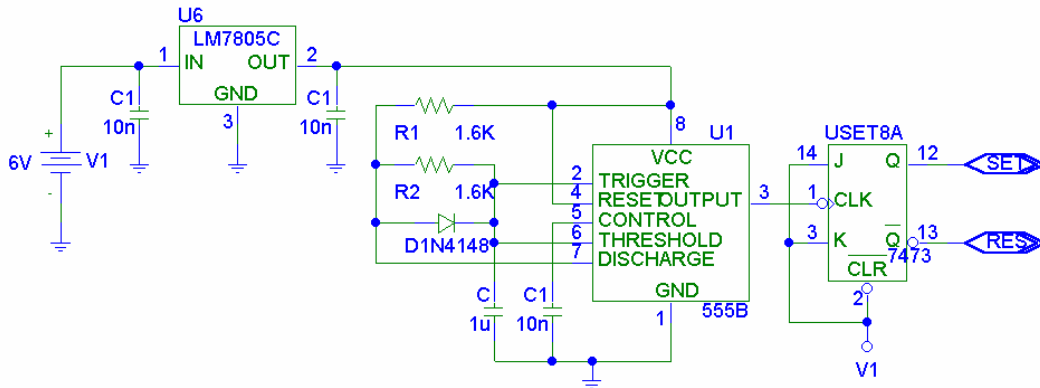 U6
LM7805C
1
IN
OUT
2
GND
3
C1
10n
C1
10n
6V
+
-
V1
R1
1.6K
R2
1.6K
D1N4148
C
1u
C1
10n
8
U1
VCC
2
TRIGGER
4
RESET
OUTPUT
3
5
CONTROL
6
THRESHOLD
7
DISCHARGE
GND
1
555B
USET8A
14
J
Q
12
SET
1
CLK
3
K
Q
13
RES
7473
CLR
2
V1